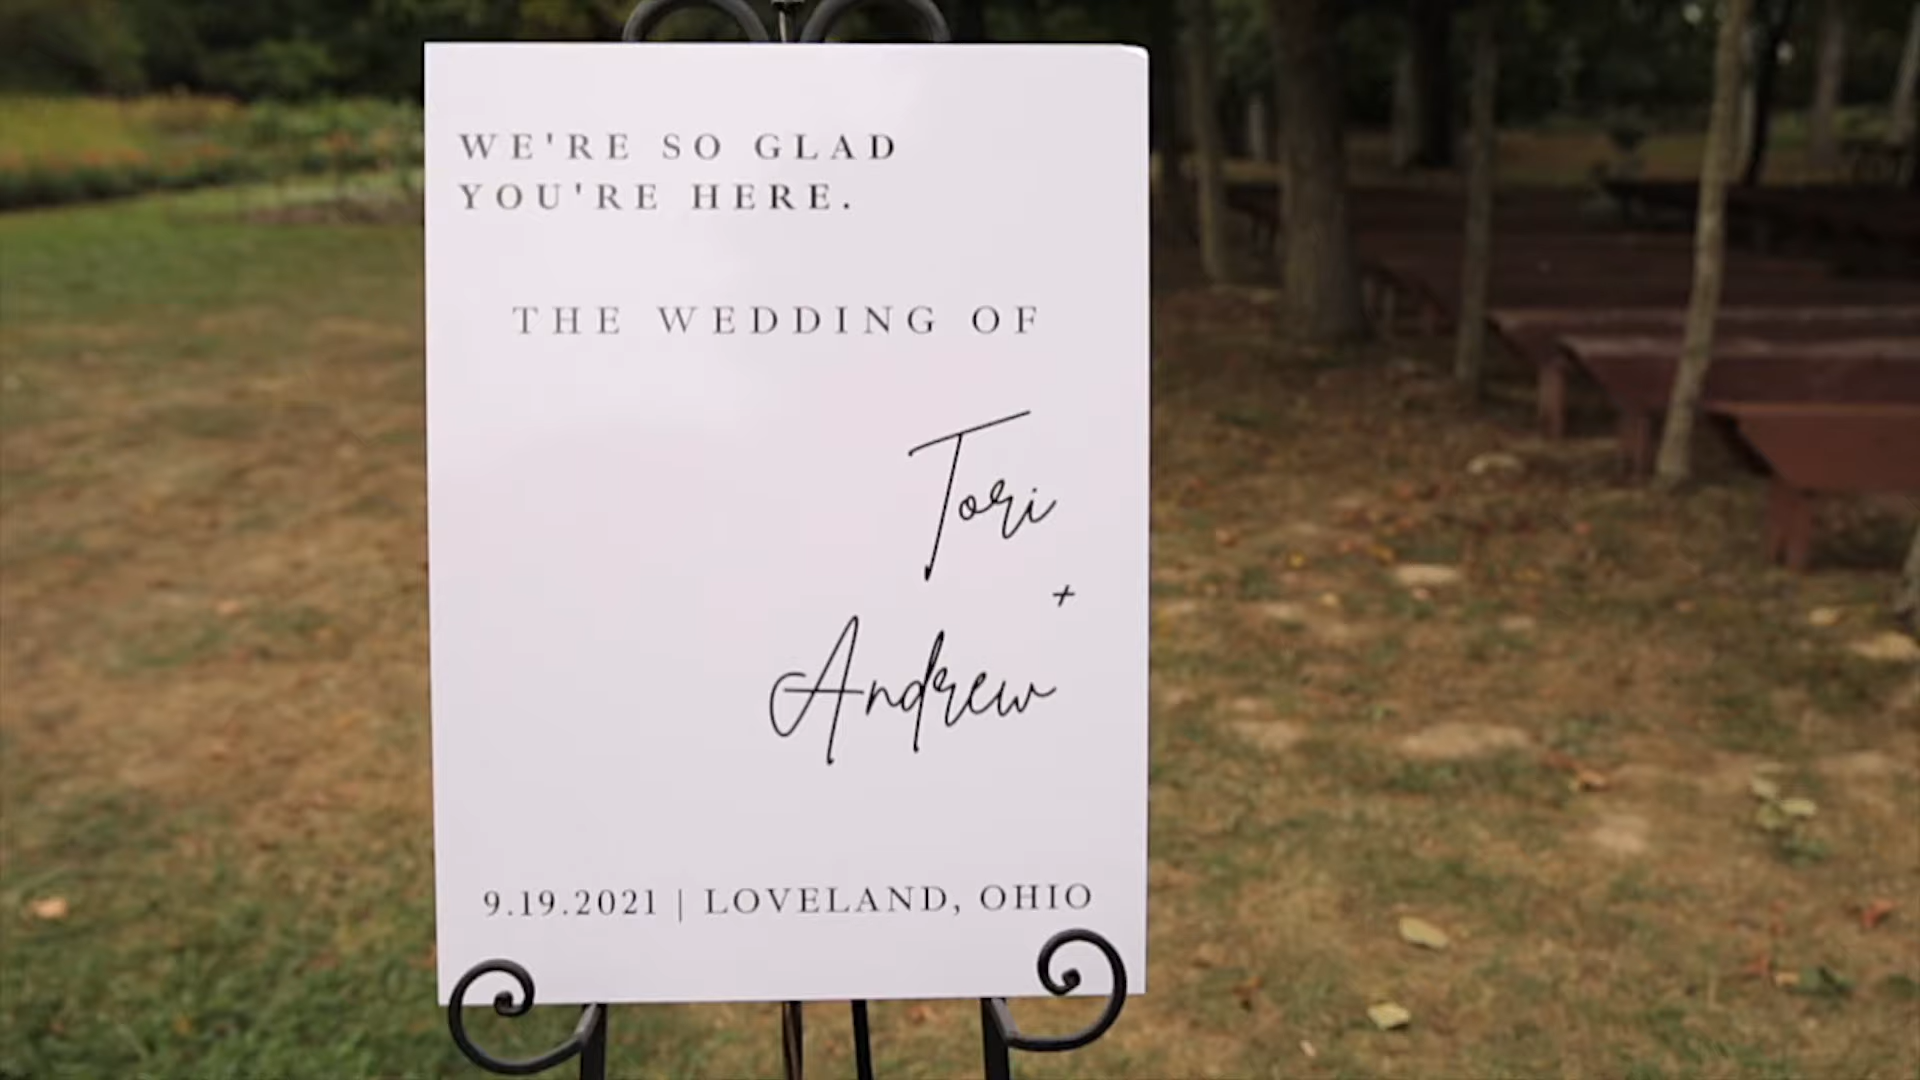 WE'RE SO GLAD
YOU'RE HERE.
THE WEDDING OF
Tori
+
Andrew
9.19.2021 | LOVELAND, OHIO